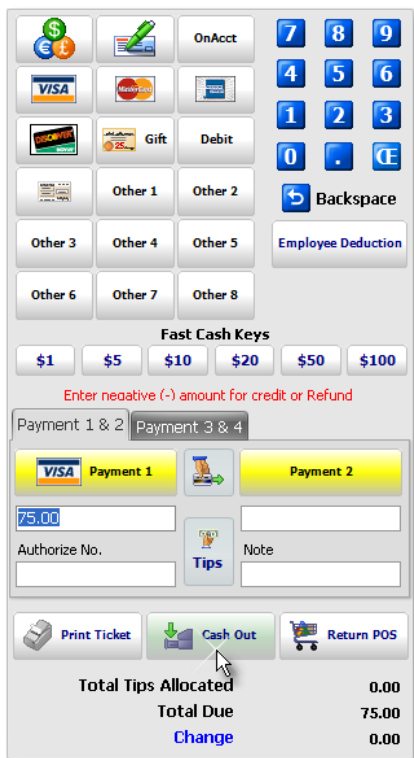 OnAcct
7 8 9
VISA
MasterCard
4 5 6
DISCOVER
25
Gift
Debit
1 2 3
0 . Œ
Other 1
Other 2
Backspace
Other 3
Other 4
Other 5
Employee Deduction
Other 6
Other 7
Other 8
Fast Cash Keys
$1 $5 $10 $20 $50 $100
Enter negative (-) amount for credit or Refund
Payment 1 & 2
Payment 3 & 4
VISA Payment 1
Payment 2
75.00
Authorize No.
Tips
Note
Print Ticket
Cash Out
Return POS
Total Tips Allocated 0.00
Total Due 75.00
Change 0.00